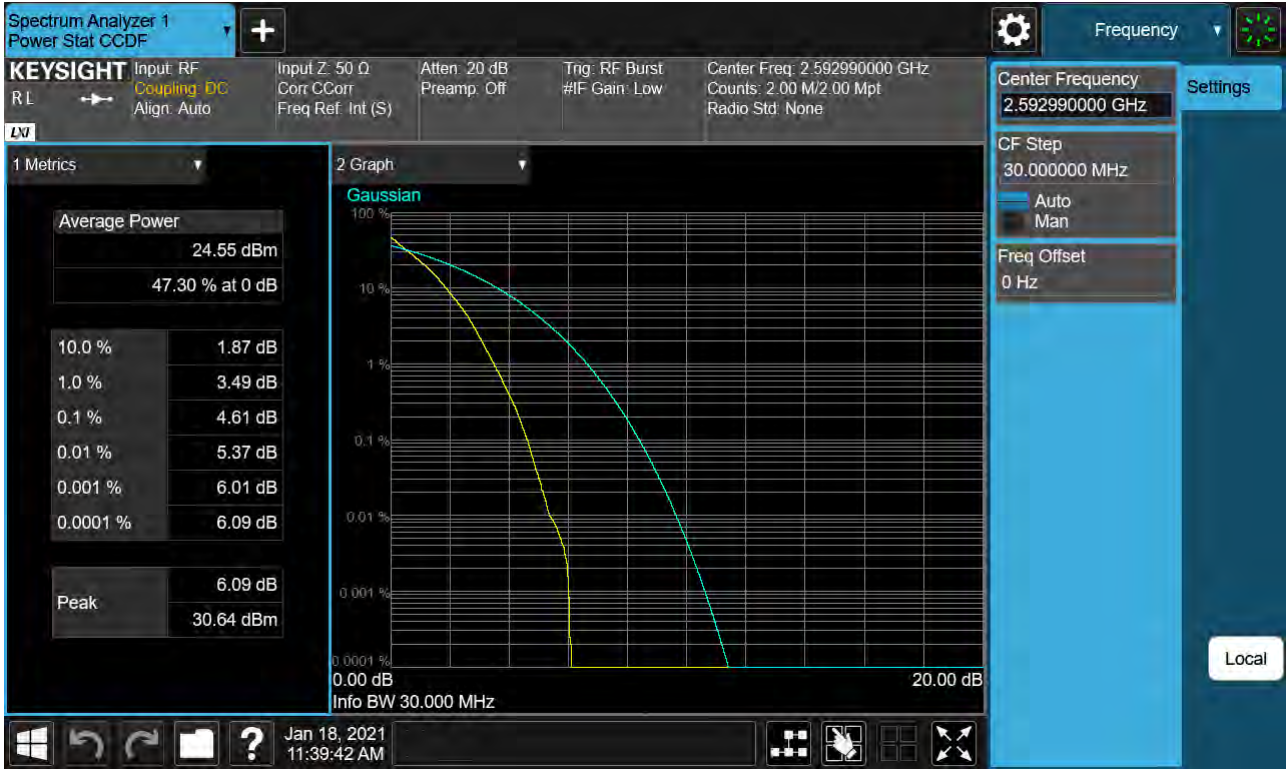 Spectrum Analyzer 1
Power Stat CCDF
Frequency
KEYSIGHT
R L
LXI
Input: RF
Coupling: DC
Align: Auto
Input Z: 50 Ω
Corr CCorr
Freq Ref: Int (S)
Atten: 20 dB
Preamp: Off
Trig: RF Burst
#IF Gain: Low
Center Freq: 2.592990000 GHz
Counts: 2.00 M/2.00 Mpt
Radio Std: None
Center Frequency
2.592990000 GHz
Settings
CF Step
30.000000 MHz
Auto
Man
Freq Offset
0 Hz
Local
1 Metrics
Average Power
24.55 dBm
47.30 % at 0 dB
10.0 % 1.87 dB
1.0 % 3.49 dB
0.1 % 4.61 dB
0.01 % 5.37 dB
0.001 % 6.01 dB
0.0001 % 6.09 dB
Peak
6.09 dB
30.64 dBm
2 Graph
Gaussian
100 %
10 %
1 %
0.1 %
0.01 %
0.001 %
0.0001 %
0.00 dB 20.00 dB
Info BW 30.000 MHz
?
Jan 18, 2021
11:39:42 AM